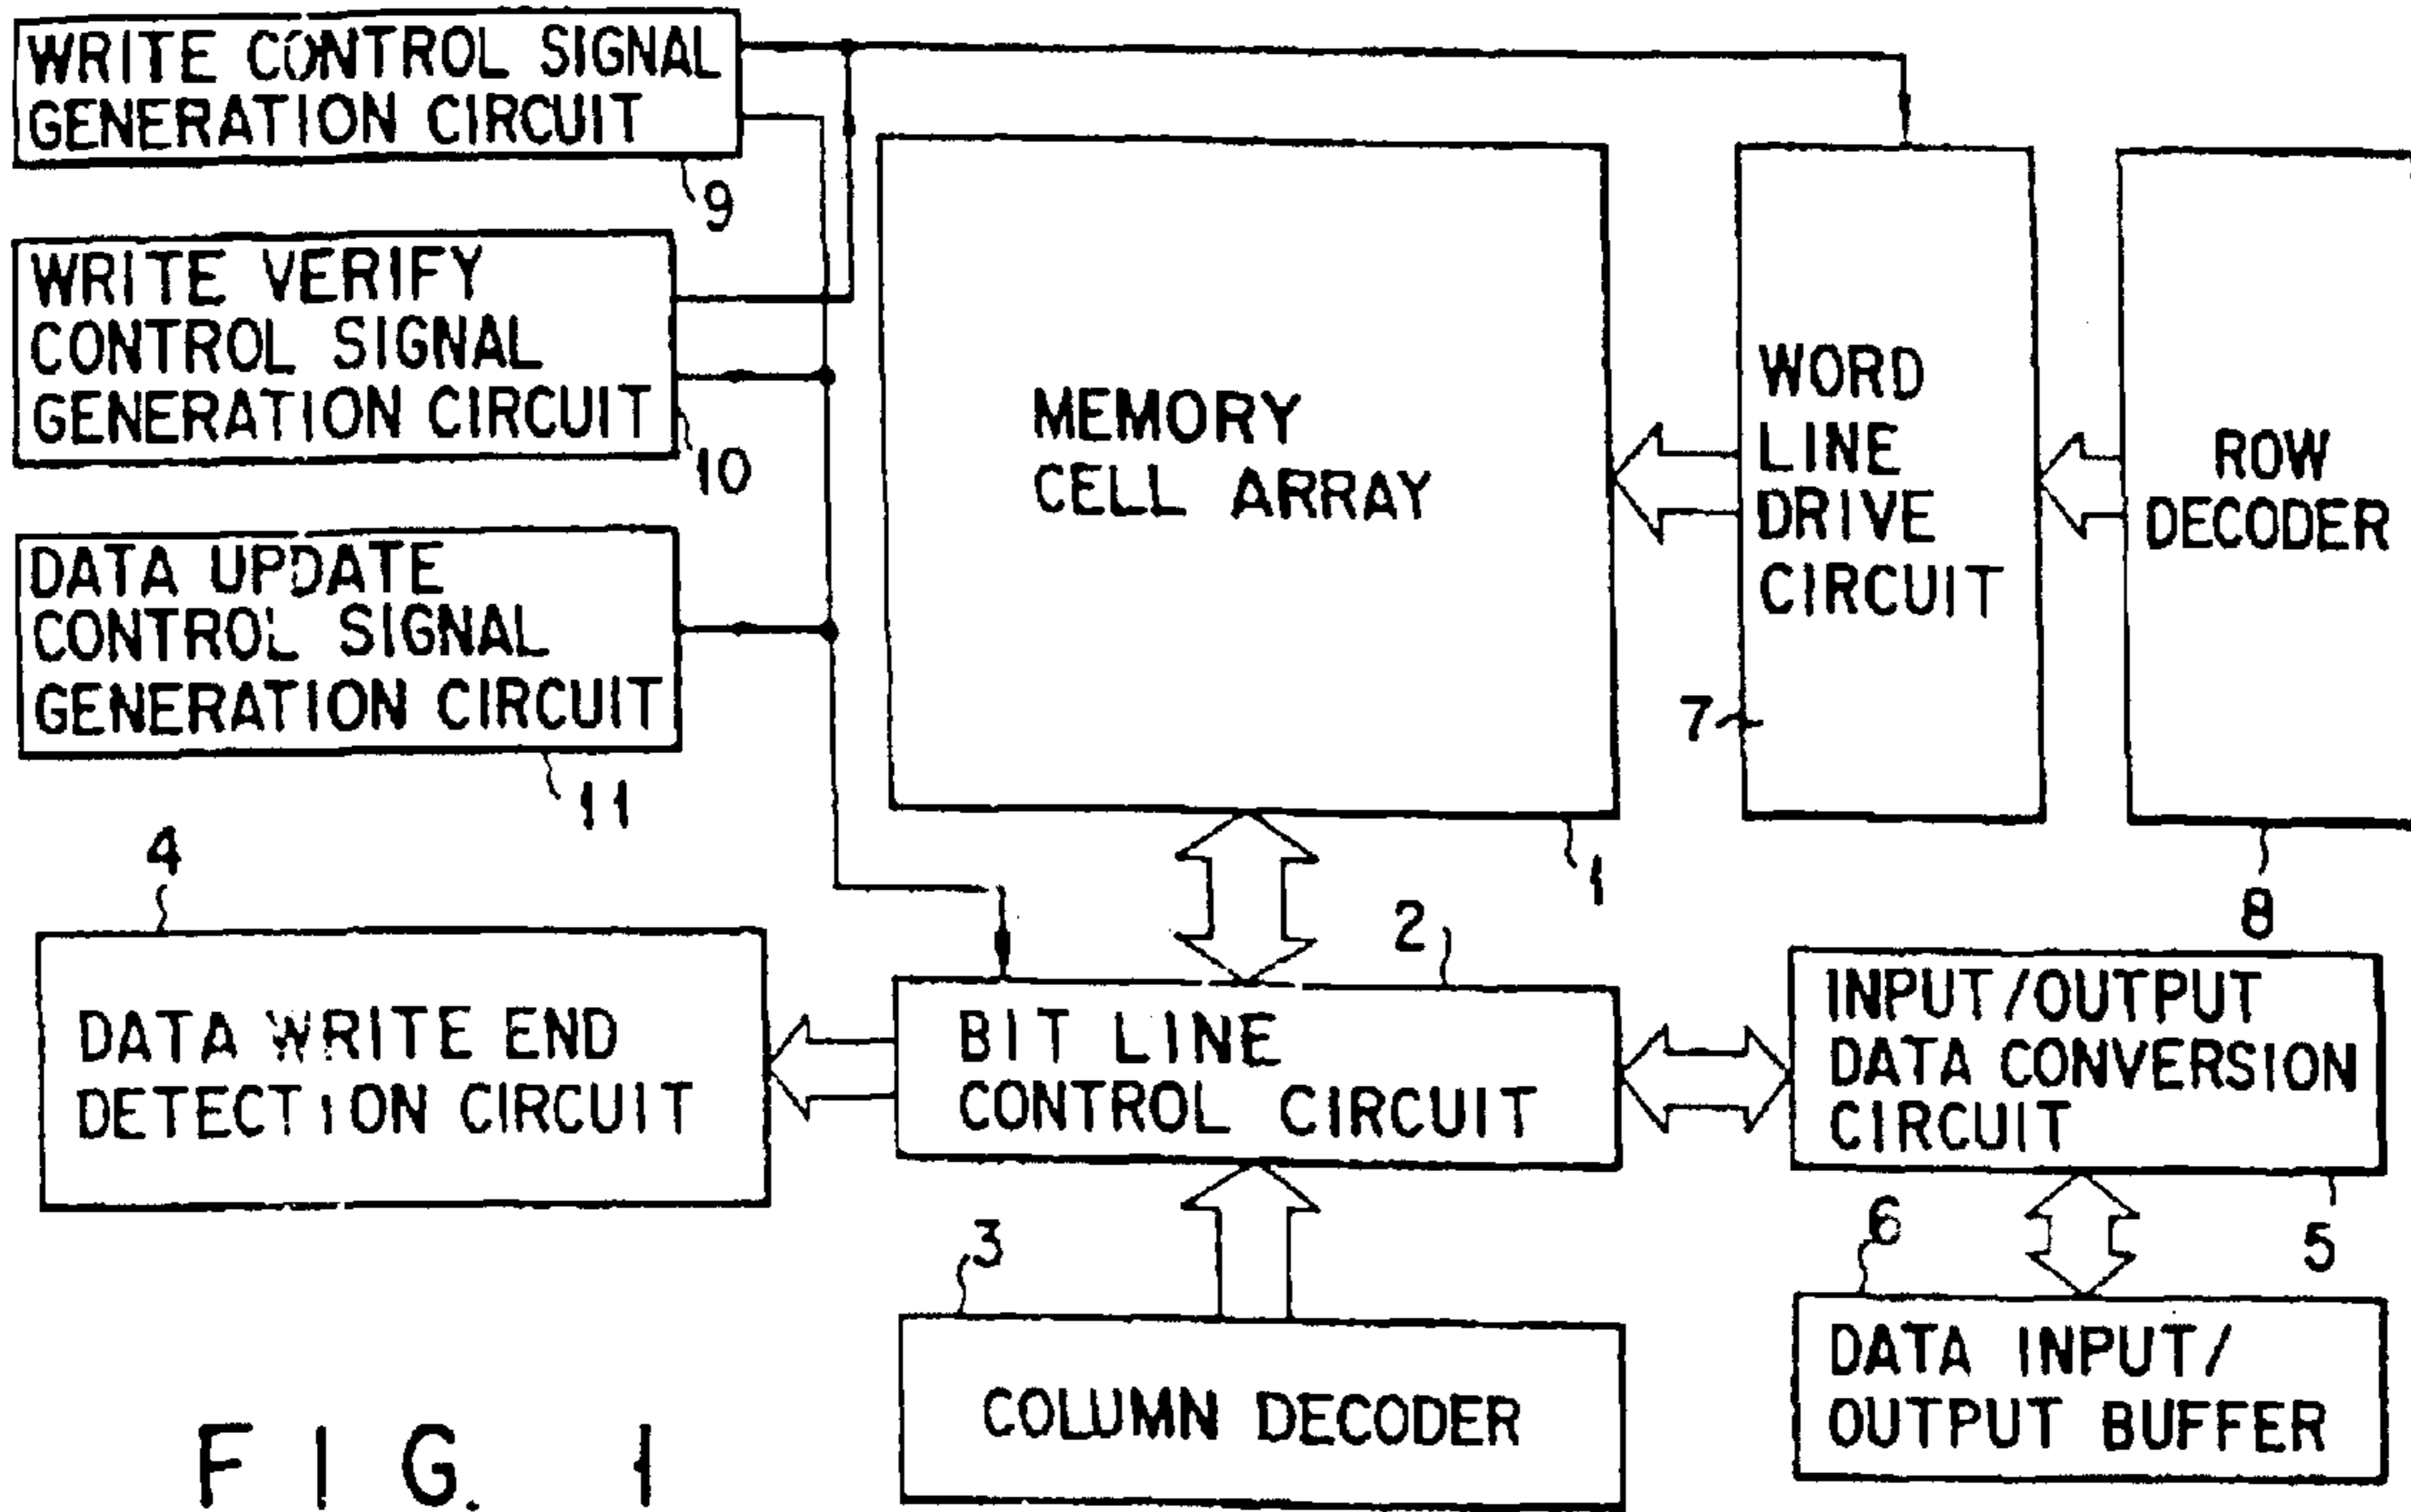 WRITE CONTROL SIGNAL
GENERATION CIRCUIT
9
WRITE VERIFY
CONTROL SIGNAL
GENERATION CIRCUIT
10
DATA UPDATE
CONTROL SIGNAL
GENERATION CIRCUIT
11
MEMORY
CELL ARRAY
1
WORD
LINE
DRIVE
CIRCUIT
7
ROW
DECODER
8
4
DATA WRITE END
DETECTION CIRCUIT
2
BIT LINE
CONTROL CIRCUIT
INPUT/OUTPUT
DATA CONVERSION
CIRCUIT
5
3
COLUMN DECODER
6
DATA INPUT/
OUTPUT BUFFER
FIG. 1